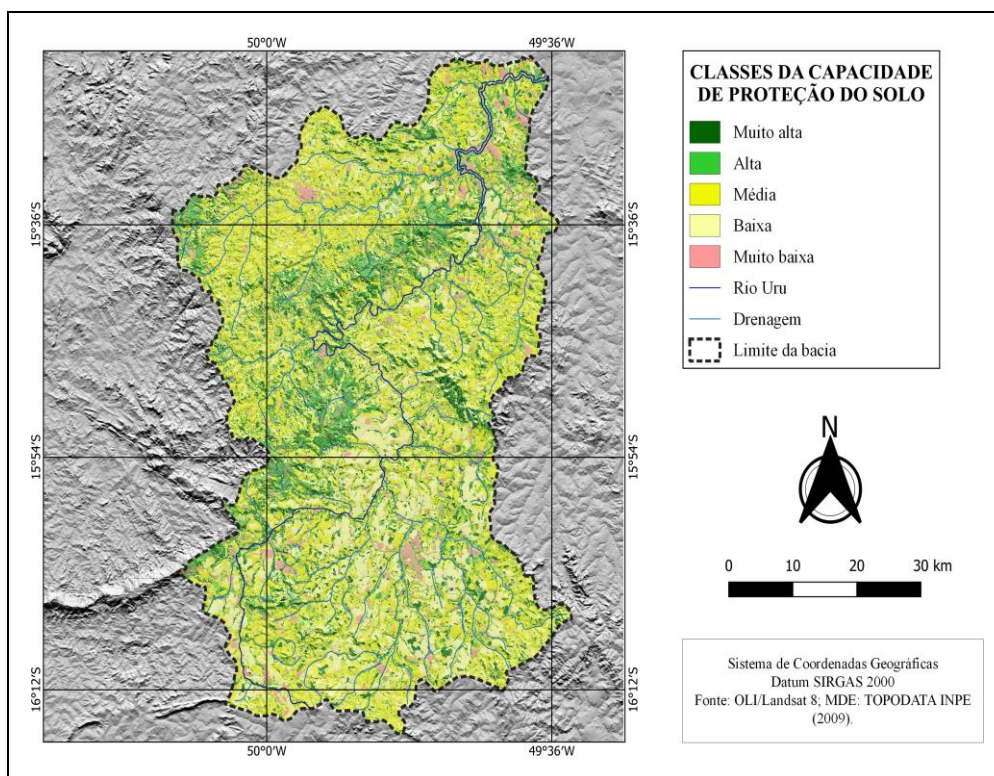 50°0'W
49°36'W
15°36'S
15°36'S
15°54'S
15°54'S
16°12'S
16°12'S
50°0'W
49°36'W
CLASSES DA CAPACIDADE
DE PROTEÇÃO DO SOLO
Muito alta
Alta
Média
Baixa
Muito baixa
Rio Uru
Drenagem
Limite da bacia
N
0 10 20 30 km
Sistema de Coordenadas Geográficas
Datum SIRGAS 2000
Fonte: OLI/Landsat 8; MDE: TOPODATA INPE
(2009).